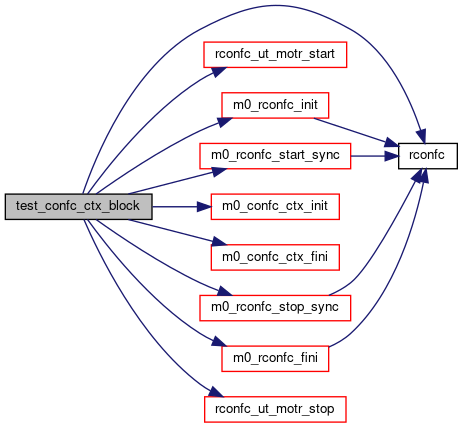 rconfc_ut_motr_start
m0_rconfc_init
m0_rconfc_start_sync
rconfc
test_confc_ctx_block
m0_confc_ctx_init
m0_confc_ctx_fini
m0_rconfc_stop_sync
m0_rconfc_fini
rconfc_ut_motr_stop